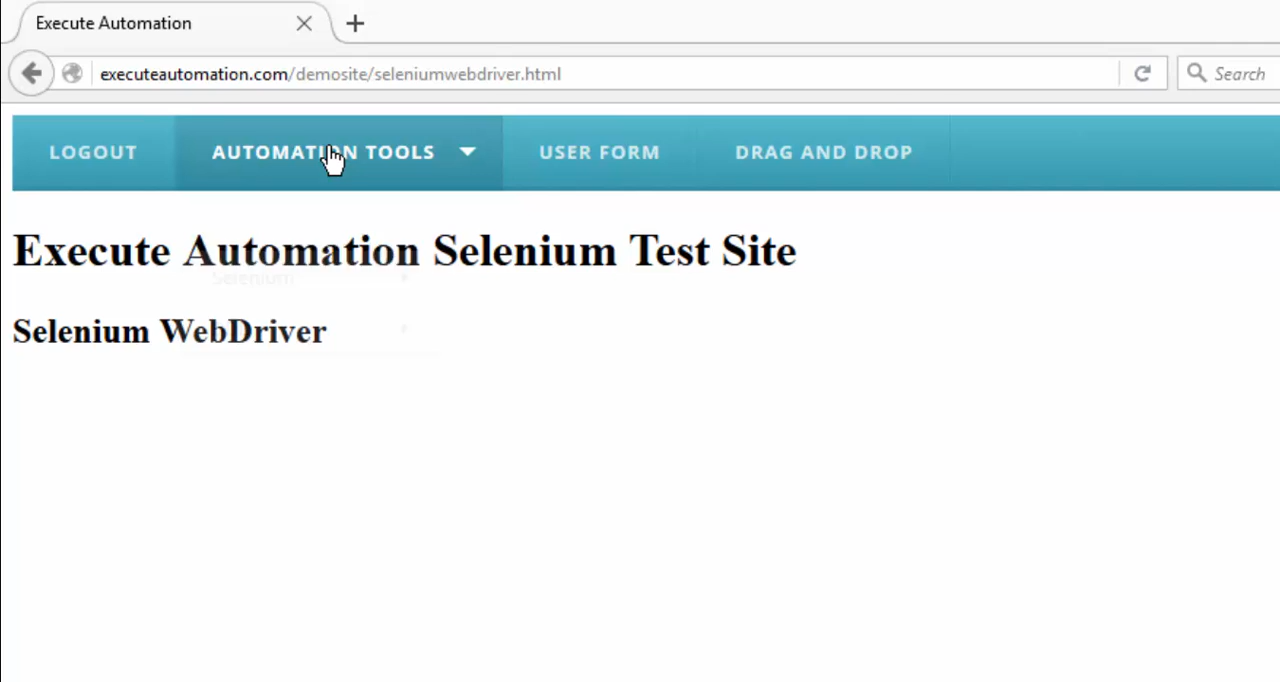 Execute Automation
executeautomation.com/demosite/seleniumwebdriver.html
Search
LOGOUT AUTOMATION TOOLS USER FORM DRAG AND DROP
Execute Automation Selenium Test Site
Selenium
Selenium WebDriver